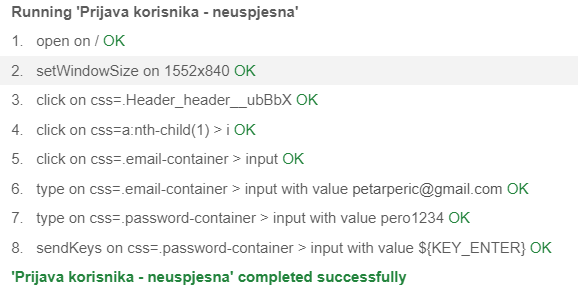 Running 'Prijava korisnika - neuspjesna'
1. open on / OK
2. setWindowSize on 1552x840 OK
3. click on css=.Header_header__ubBbX OK
4. click on css=a:nth-child(1) > i OK
5. click on css=.email-container > input OK
6. type on css=.email-container > input with value petarperic@gmail.com OK
7. type on css=.password-container > input with value pero1234 OK
8. sendKeys on css=.password-container > input with value ${KEY_ENTER} OK
'Prijava korisnika - neuspjesna' completed successfully